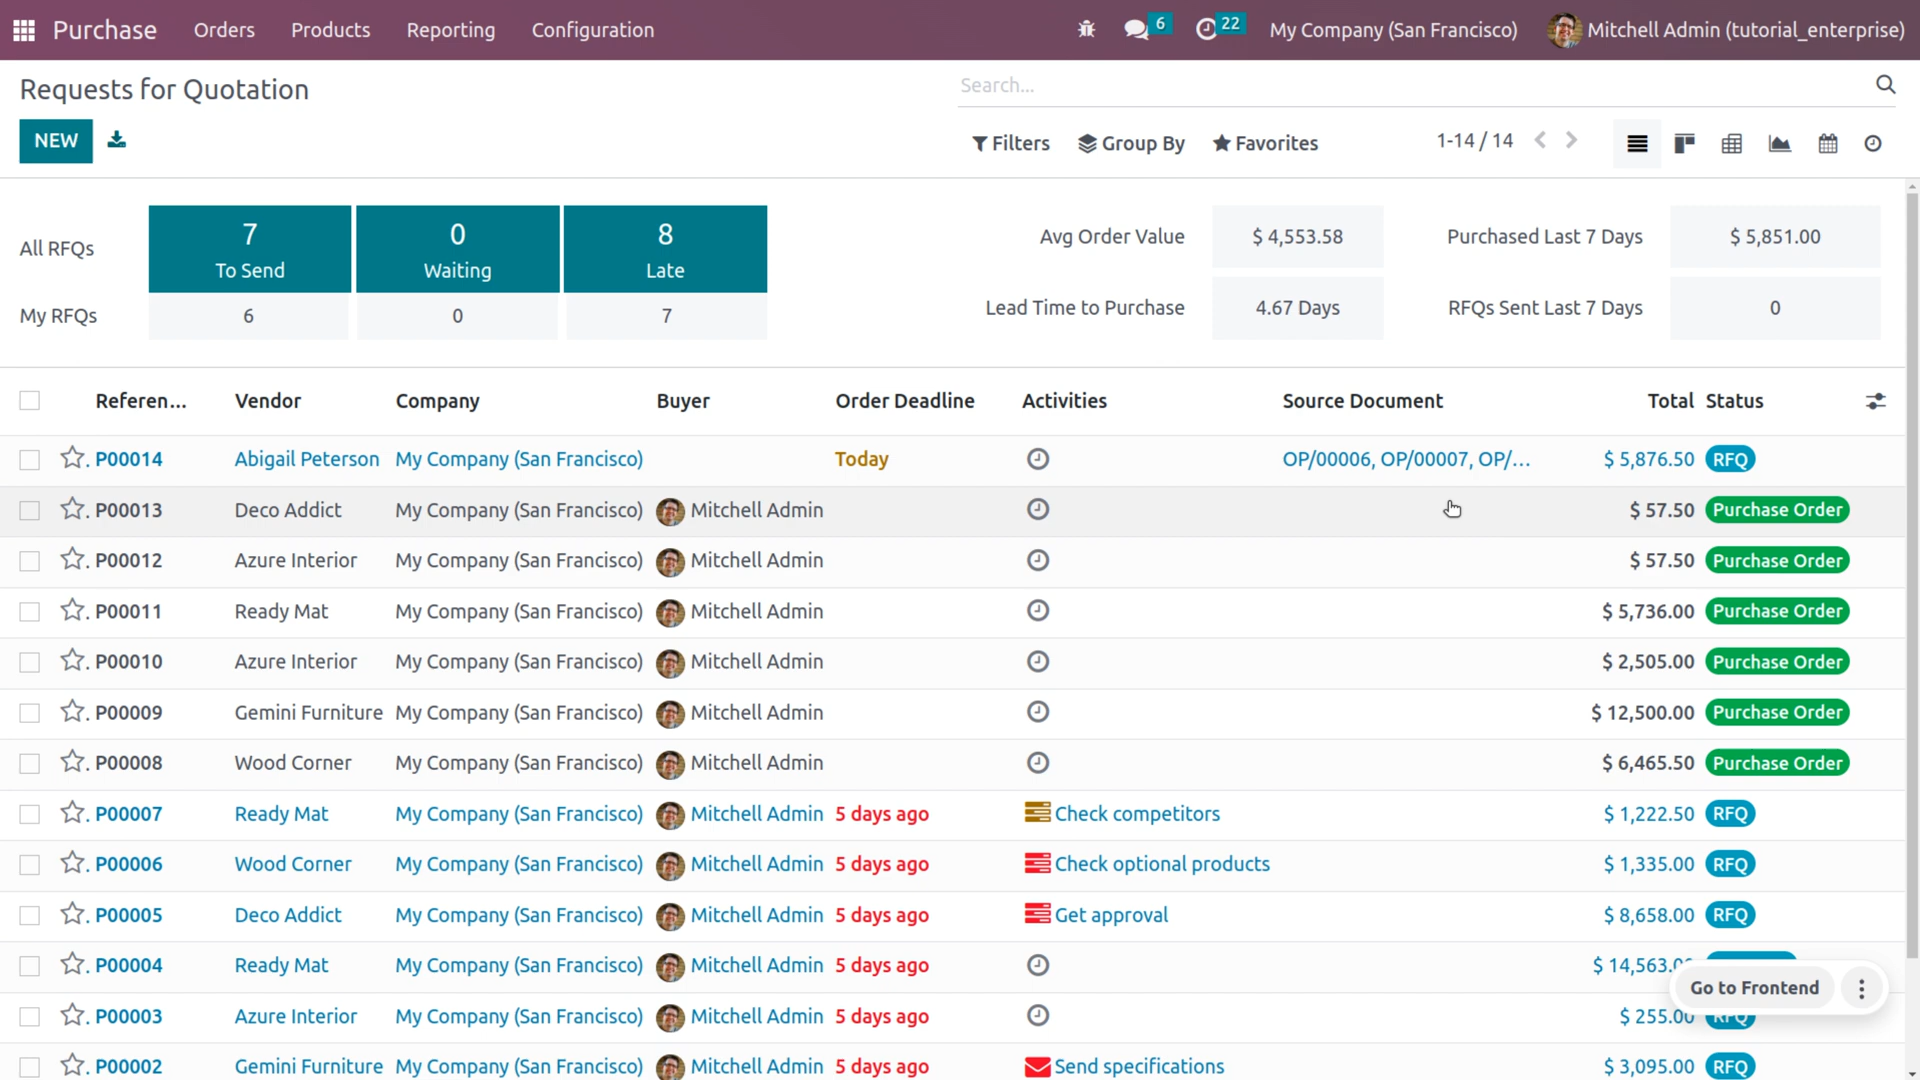 Purchase Orders Products Reporting Configuration 6 22 My Company (San Francisco) Mitchell Admin (tutorial_enterprise)
Requests for Quotation Search...
NEW Filters Group By Favorites 1-14 / 14
All RFQs 7 To Send 0 Waiting 8 Late
My RFQs 6 0 7
Avg Order Value $ 4,553.58 Purchased Last 7 Days $ 5,851.00
Lead Time to Purchase 4.67 Days RFQs Sent Last 7 Days 0
Referen... Vendor Company Buyer Order Deadline Activities Source Document Total Status
P00014 Abigail Peterson My Company (San Francisco) Today OP/00006, OP/00007, OP/... $ 5,876.50 RFQ
P00013 Deco Addict My Company (San Francisco) Mitchell Admin $ 57.50 Purchase Order
P00012 Azure Interior My Company (San Francisco) Mitchell Admin $ 57.50 Purchase Order
P00011 Ready Mat My Company (San Francisco) Mitchell Admin $ 5,736.00 Purchase Order
P00010 Azure Interior My Company (San Francisco) Mitchell Admin $ 2,505.00 Purchase Order
P00009 Gemini Furniture My Company (San Francisco) Mitchell Admin $ 12,500.00 Purchase Order
P00008 Wood Corner My Company (San Francisco) Mitchell Admin $ 6,465.50 Purchase Order
P00007 Ready Mat My Company (San Francisco) Mitchell Admin 5 days ago Check competitors $ 1,222.50 RFQ
P00006 Wood Corner My Company (San Francisco) Mitchell Admin 5 days ago Check optional products $ 1,335.00 RFQ
P00005 Deco Addict My Company (San Francisco) Mitchell Admin 5 days ago Get approval $ 8,658.00 RFQ
P00004 Ready Mat My Company (San Francisco) Mitchell Admin 5 days ago $ 14,563.0
Go to Frontend
P00003 Azure Interior My Company (San Francisco) Mitchell Admin 5 days ago $ 255.00 RFQ
P00002 Gemini Furniture My Company (San Francisco) Mitchell Admin 5 days ago Send specifications $ 3,095.00 RFQ